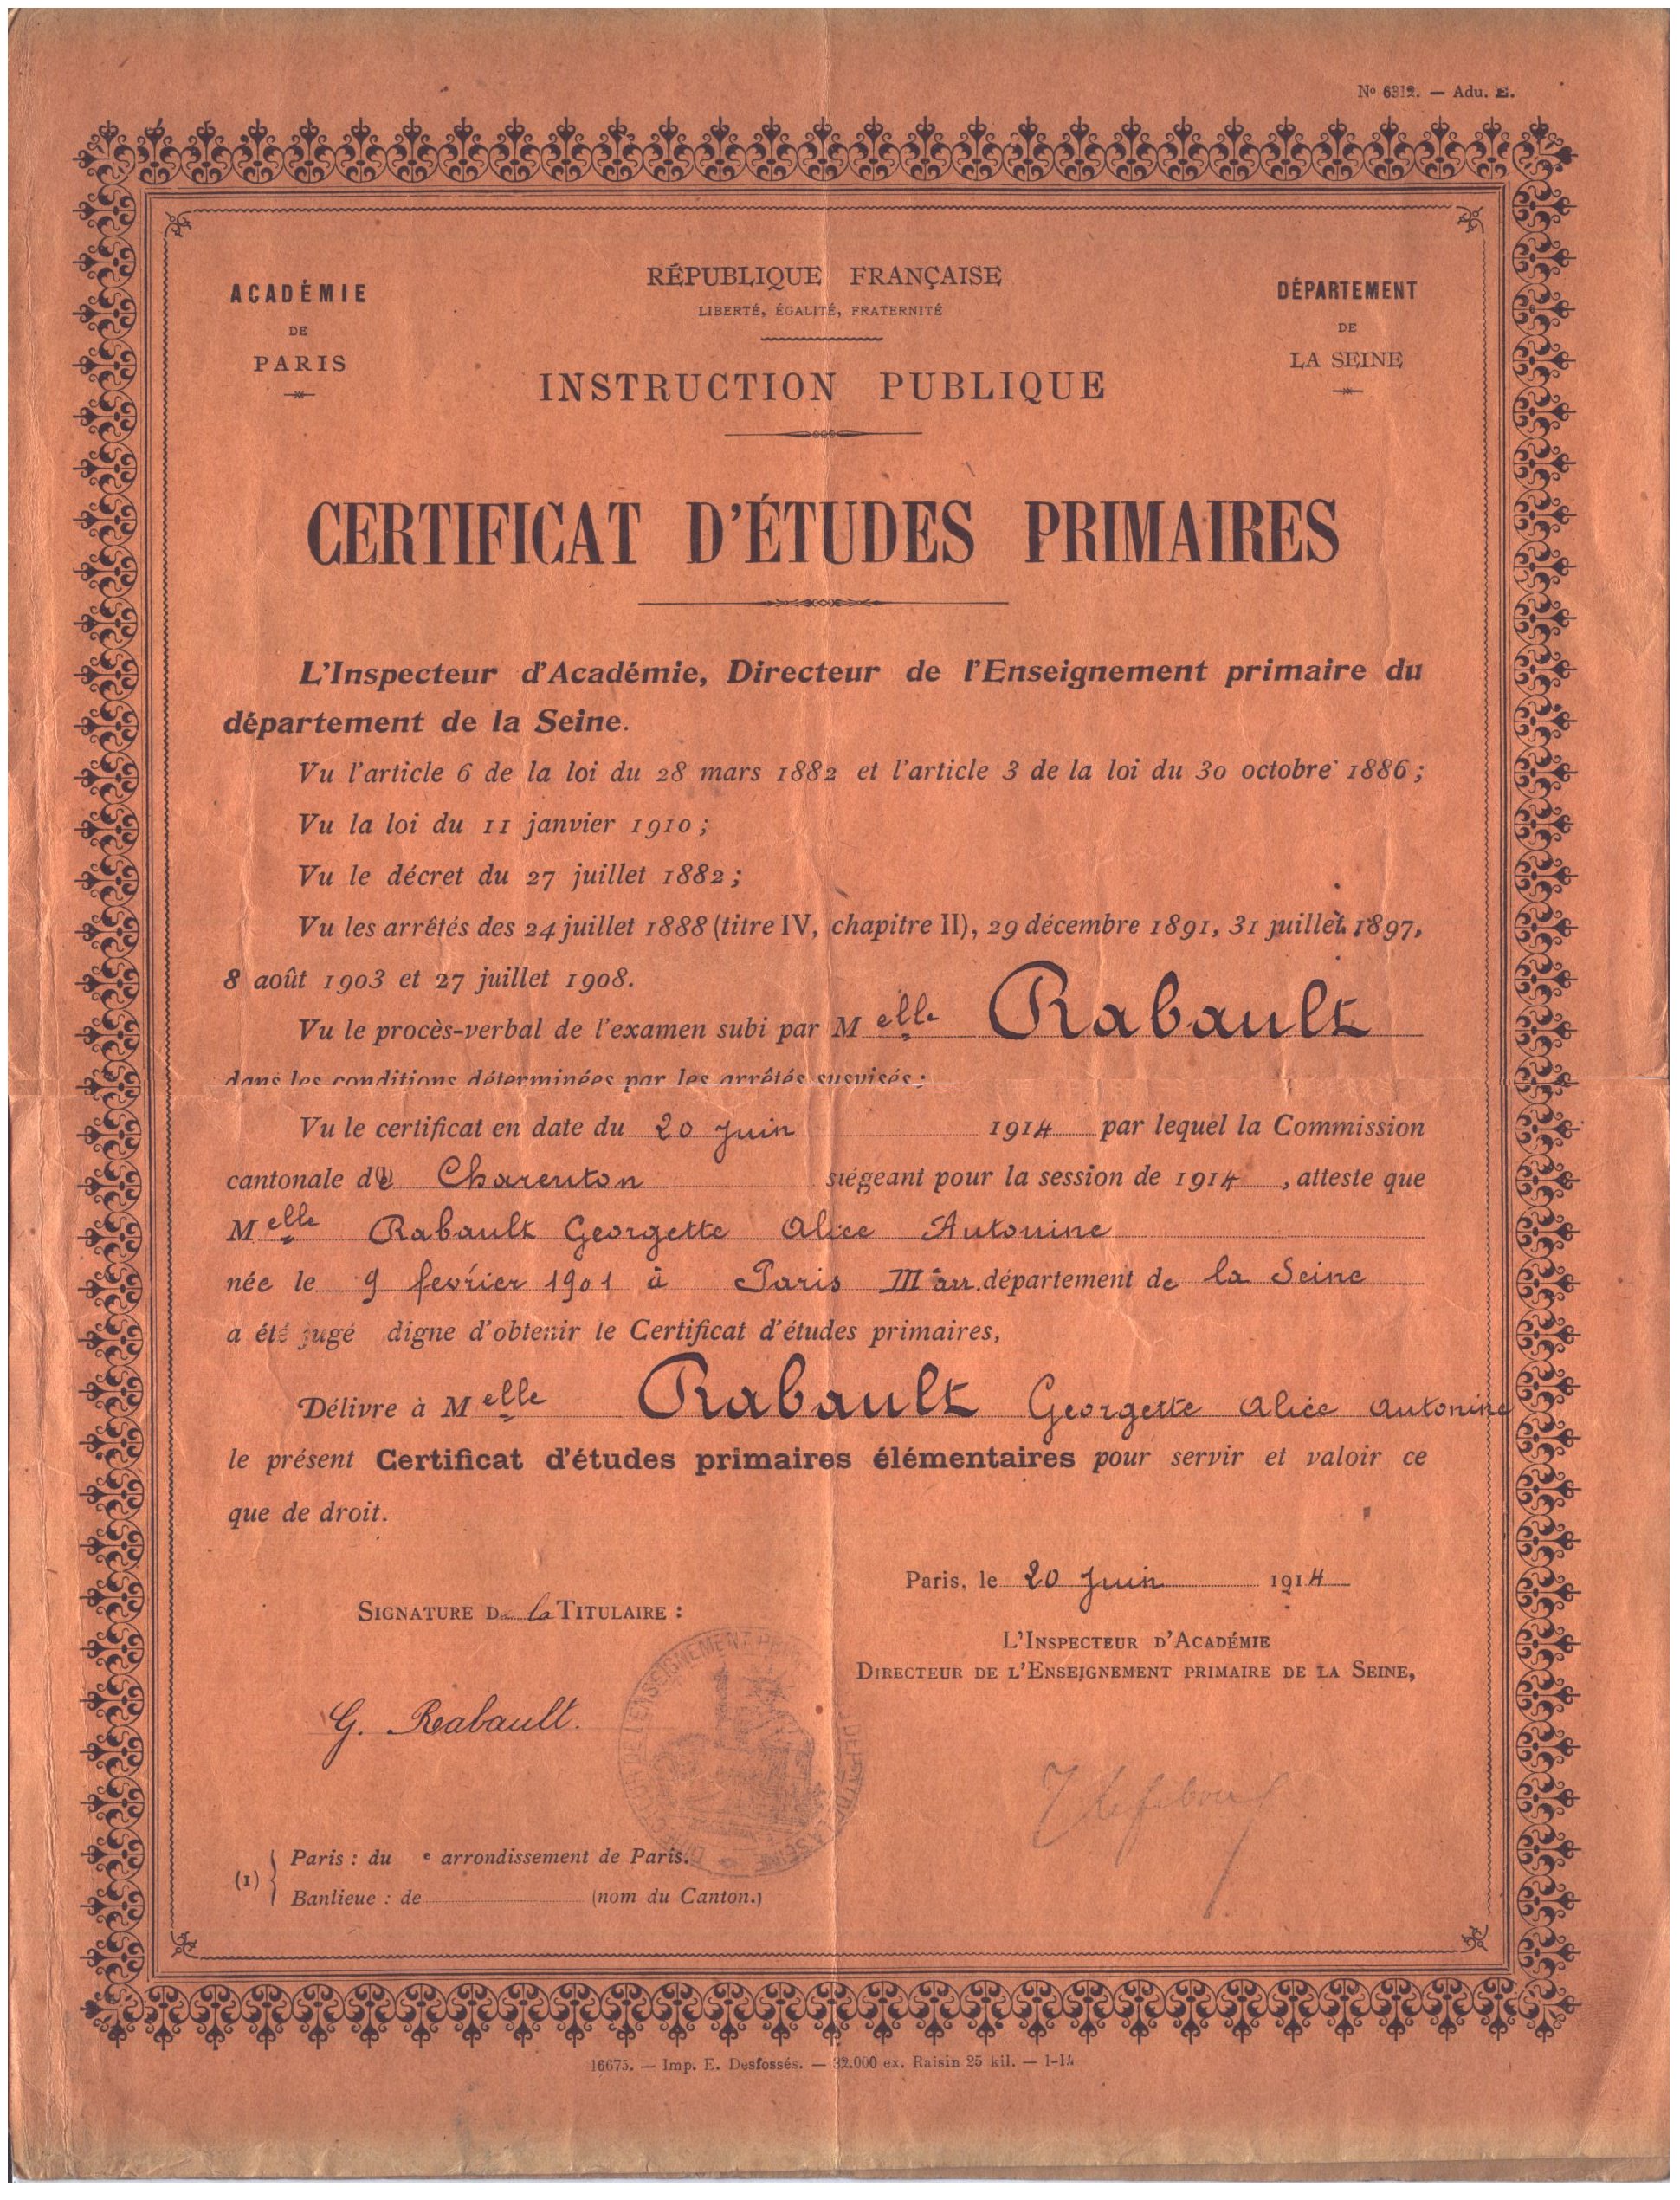 Nº 6312. — Adu. E.
ACADÉMIE
DE
PARIS
RÉPUBLIQUE FRANÇAISE
LIBERTÉ, ÉGALITÉ, FRATERNITÉ
INSTRUCTION PUBLIQUE
DÉPARTEMENT
DE
LA SEINE
CERTIFICAT D'ÉTUDES PRIMAIRES
L'Inspecteur d'Académie, Directeur de l'Enseignement primaire du
département de la Seine.
Vu l'article 6 de la loi du 28 mars 1882 et l'article 3 de la loi du 30 octobre 1886;
Vu la loi du 11 janvier 1910;
Vu le décret du 27 juillet 1882;
Vu les arrêtés des 24 juillet 1888 (titre IV, chapitre II), 29 décembre 1891, 31 juillet 1897,
8 août 1903 et 27 juillet 1908.
Vu le procès-verbal de l'examen subi par Melle Rabault
dans les conditions déterminées par les arrêtés susvisés;
Vu le certificat en date du 20 Juin 1914 par lequel la Commission
cantonale de Charenton siégeant pour la session de 1914, atteste que
Melle Rabault Georgette Alice Antonine
née le 9 février 1901 à Paris III arr. département de la Seine
a été jugé digne d'obtenir le Certificat d'études primaires,
Délivre à Melle Rabault Georgette Alice Antonine
le présent Certificat d'études primaires élémentaires pour servir et valoir ce
que de droit.
Paris, le 20 Juin 1914
SIGNATURE De la TITULAIRE :
L'INSPECTEUR D'ACADÉMIE
DIRECTEUR DE L'ENSEIGNEMENT PRIMAIRE DE LA SEINE,
G. Rabault.
DIRECTION DE L'ENSEIGNEMENT
(1) Paris : du e arrondissement de Paris.
Banlieue : de (nom du Canton.)
16675. — Imp. E. Desfossés. — 32.000 ex. Raisin 25 kil. — 1-14